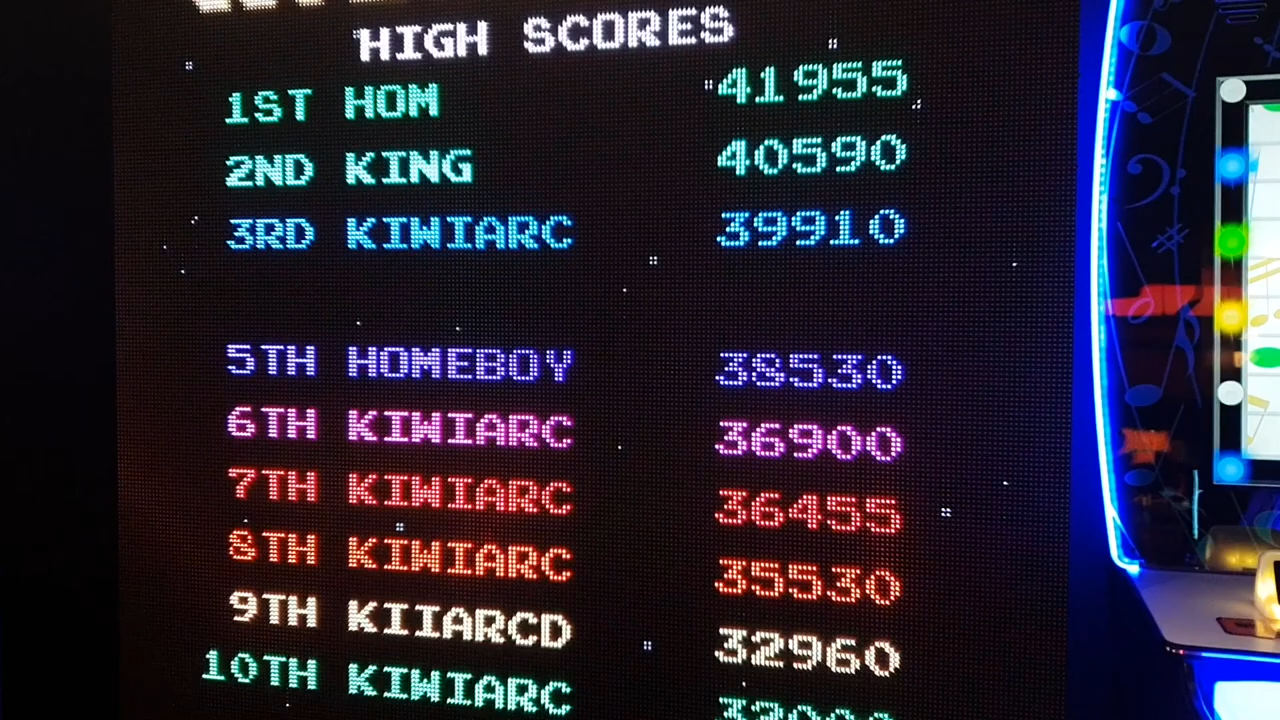 HIGH SCORES
1ST HOM 41955
2ND KING 40590
3RD KIWIARC 39910
5TH HOMEBOY 38530
6TH KIWIARC 36900
7TH KIWIARC 36455
8TH KIWIARC 35530
9TH KIIARCD 32960
10TH KIWIARC